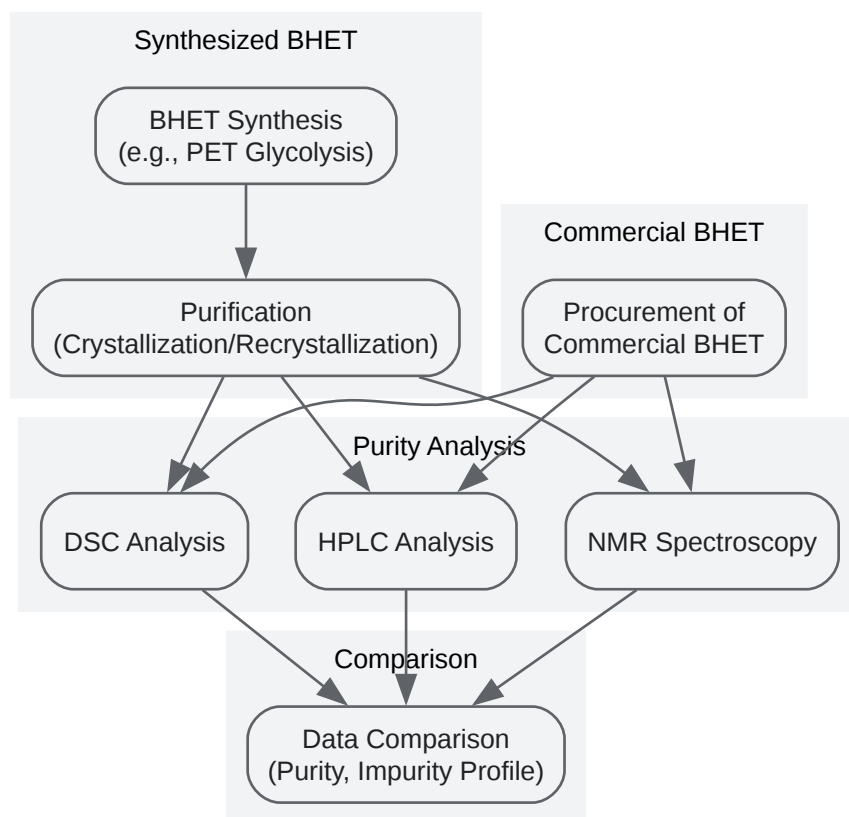 Synthesized BHET
BHET Synthesis
(e.g., PET Glycolysis)
Commercial BHET
Purification
(Crystallization/Recrystallization)
Procurement of
Commercial BHET
Purity Analysis
DSC Analysis
HPLC Analysis
NMR Spectroscopy
Comparison
Data Comparison
(Purity, Impurity Profile)